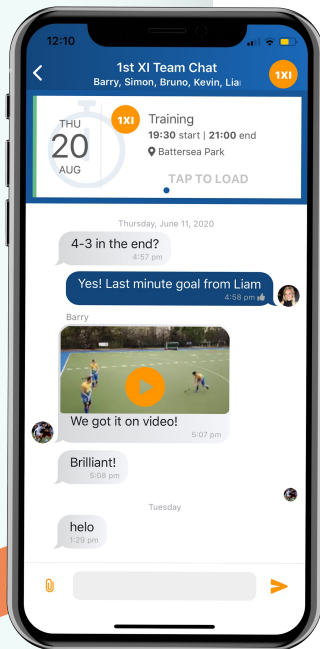 12:10
1st XI Team Chat
Barry, Simon, Bruno, Kevin, Lia
1XI
THU
20
AUG
1XI
Training
19:30 start | 21:00 end
Battersea Park
TAP TO LOAD
Thursday, June 11, 2020
4-3 in the end?
4:57 pm
Yes! Last minute goal from Liam
4:58 pm
Barry
We got it on video!
5:07 pm
Brilliant!
5:08 pm
Tuesday
helo
1:29 pm